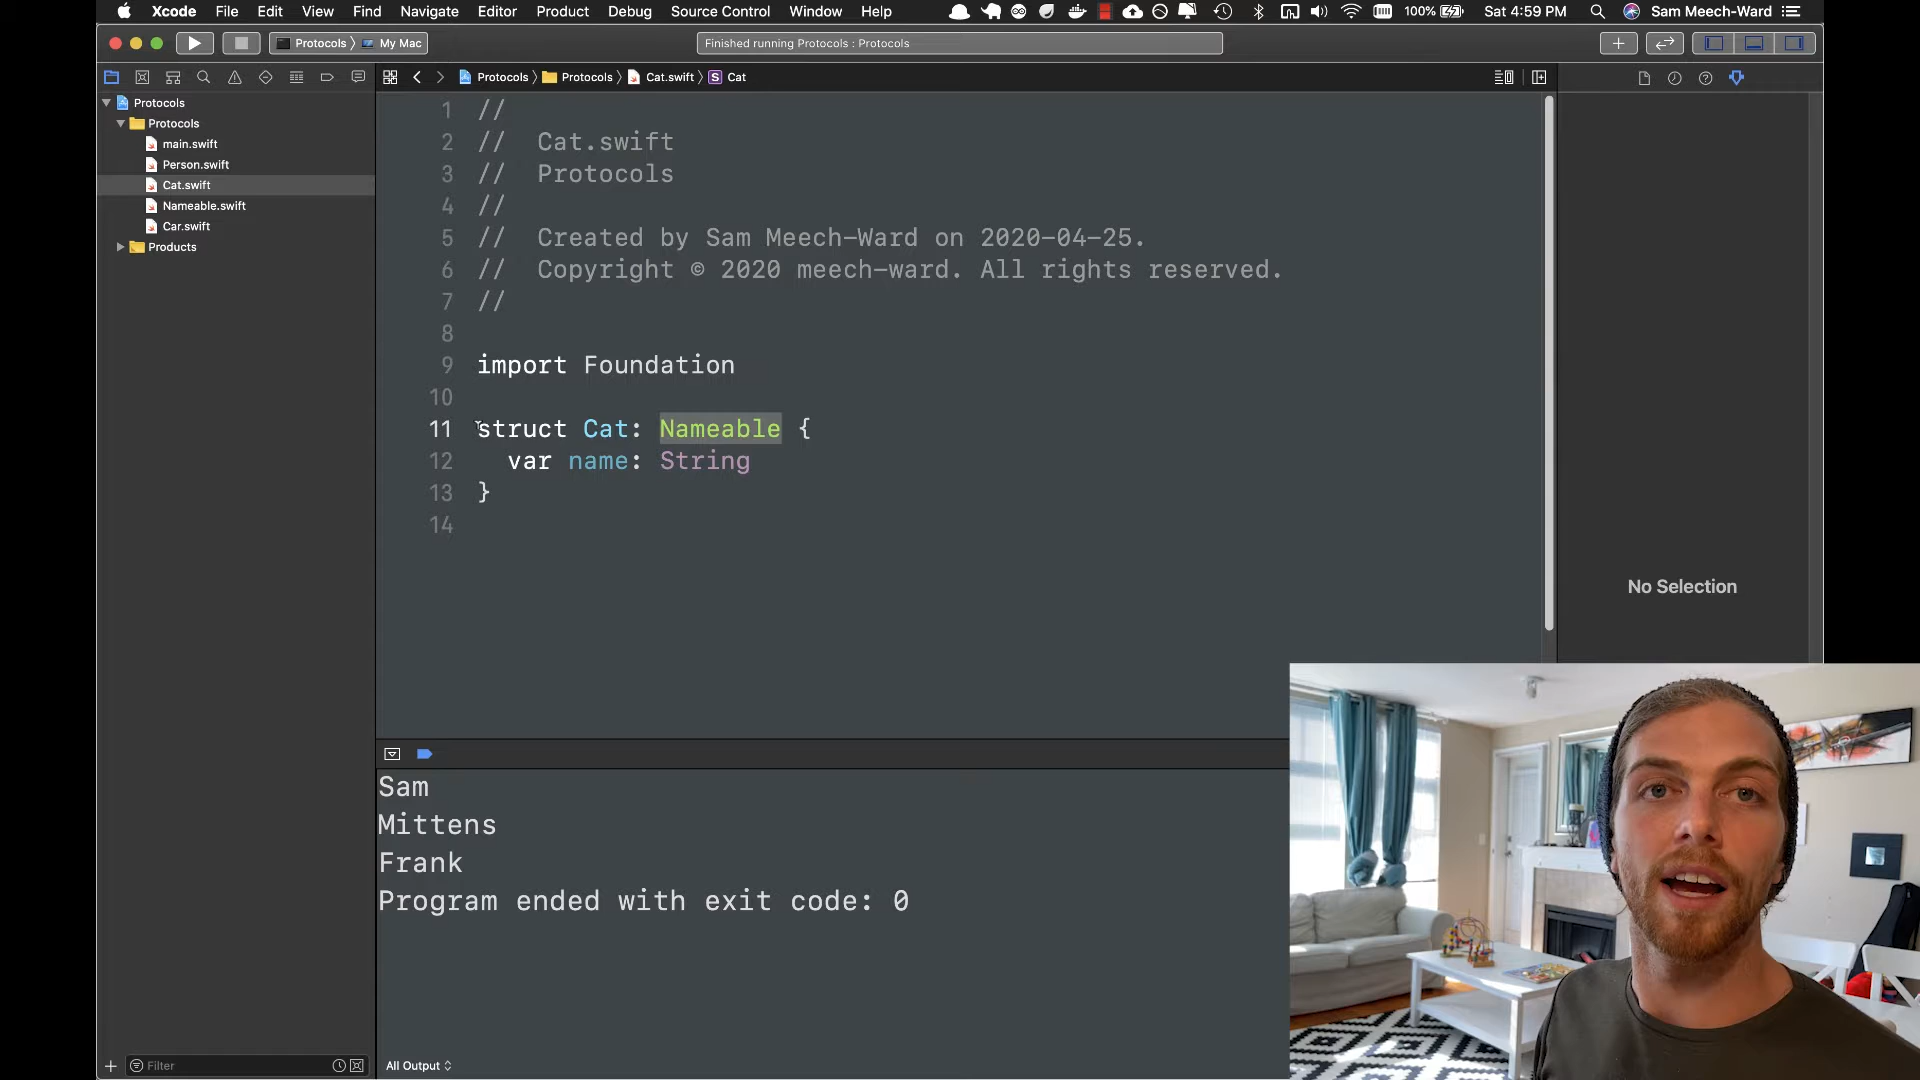 Xcode File Edit View Find Navigate Editor Product Debug Source Control Window Help 100% Sat 4:59 PM Sam Meech-Ward
Protocols My Mac
Finished running Protocols : Protocols
Protocols Protocols Cat.swift S Cat
Protocols
Protocols
main.swift
Person.swift
Cat.swift
Nameable.swift
Car.swift
Products
1 //
2 // Cat.swift
3 // Protocols
4 //
5 // Created by Sam Meech-Ward on 2020-04-25.
6 // Copyright © 2020 meech-ward. All rights reserved.
7 //
8
9 import Foundation
10
11 struct Cat: Nameable {
12 var name: String
13 }
14
No Selection
Sam
Mittens
Frank
Program ended with exit code: 0
Filter
All Output